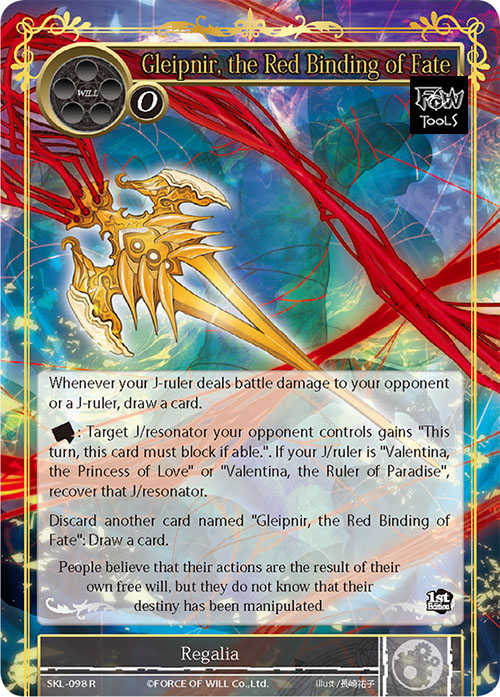 Gleipnir, the Red Binding of Fate
WILL
0
FoW
TOOLS
Whenever your J-ruler deals battle damage to your opponent
or a J-ruler, draw a card.
: Target J/resonator your opponent controls gains "This
turn, this card must block if able.". If your J/ruler is "Valentina,
the Princess of Love" or "Valentina, the Ruler of Paradise",
recover that J/resonator.
Discard another card named "Gleipnir, the Red Binding of
Fate": Draw a card.
People believe that their actions are the result of their
own free will, but they do not know that their
destiny has been manipulated.
1st
Edition
Regalia
SKL-098 R ©FORCE OF WILL Co.,Ltd. Illust / 長崎祐子